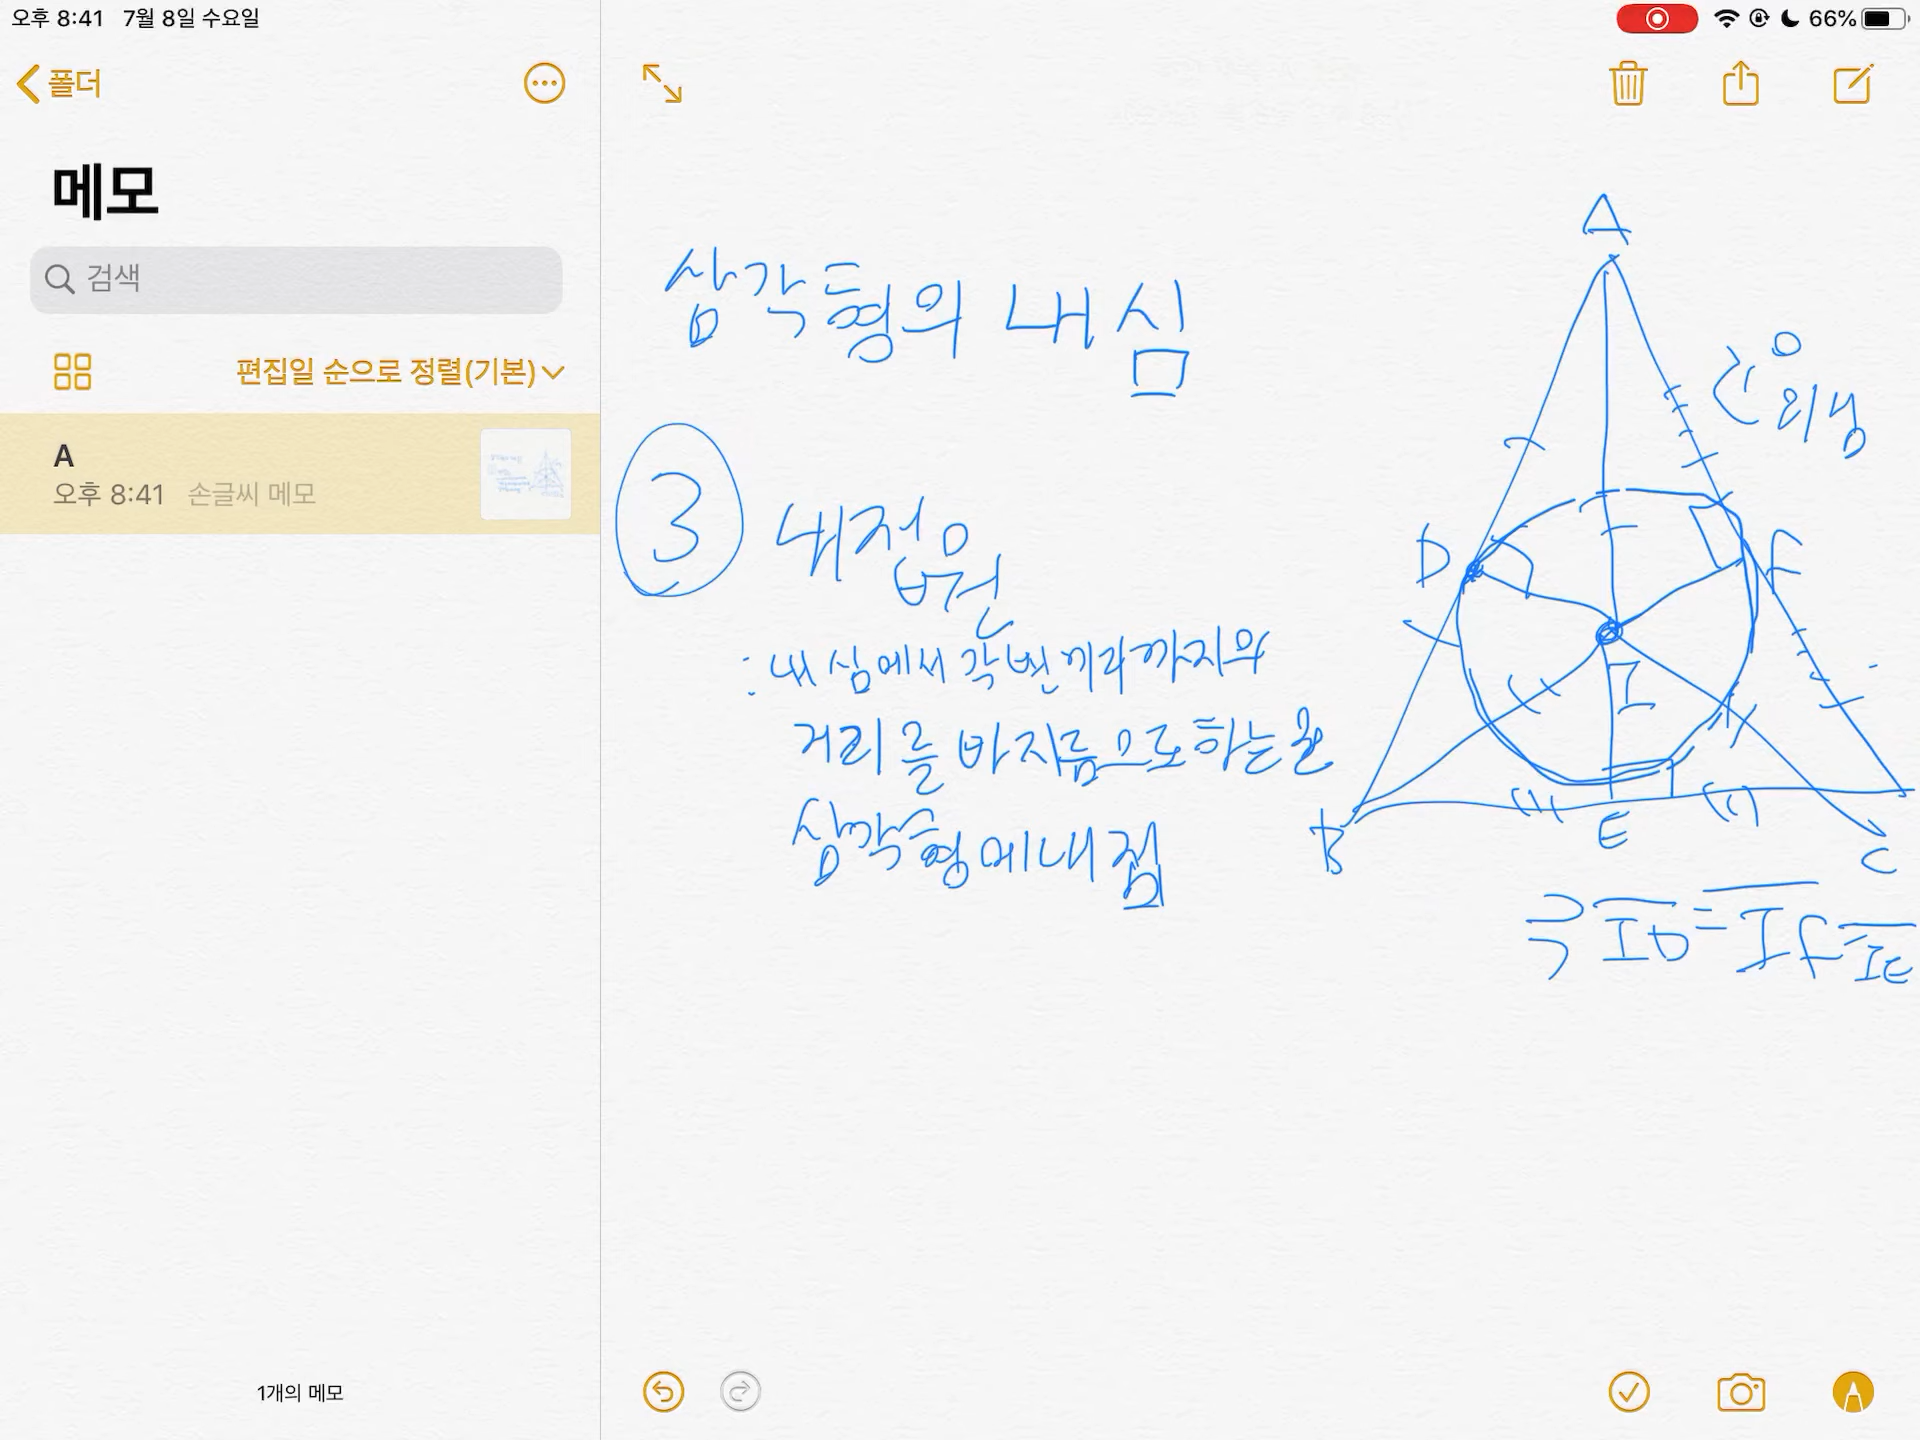 오후 8:41 7월 8일 수요일
66%
폴더
메모
검색
편집일 순으로 정렬(기본)
A
오후 8:41 손글씨 메모
1개의 메모
삼각형의 내심
3 내접원
: 내심에서 각 변까지의
거리를 반지름으로 하는 원
삼각형에 내접
A
D
F
I
B
E
C
ID = IF = IE